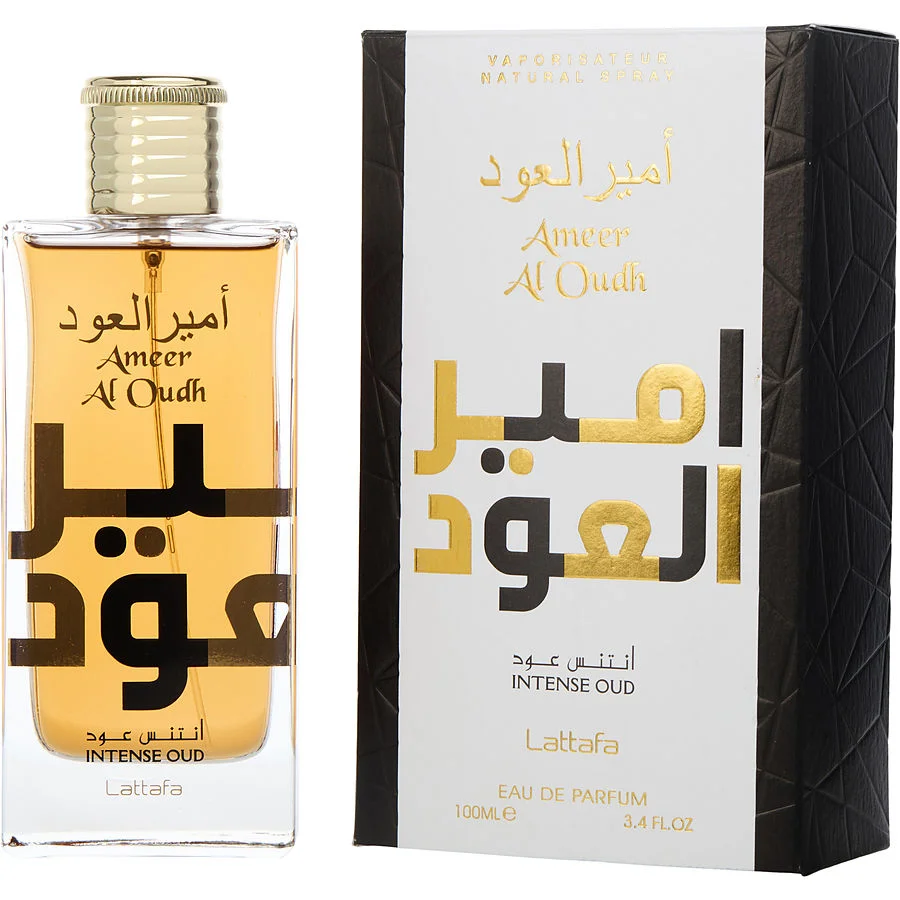 أمير العود
Ameer
Al Oudh
ير
عود
انتنس عود
INTENSE OUD
Lattafa
VAPORISATEUR
NATURAL SPRAY
أمير العود
Ameer
Al Oudh
امير
العود
انتنس عود
INTENSE OUD
Lattafa
EAU DE PARFUM
100ML℮
3.4 FL.OZ